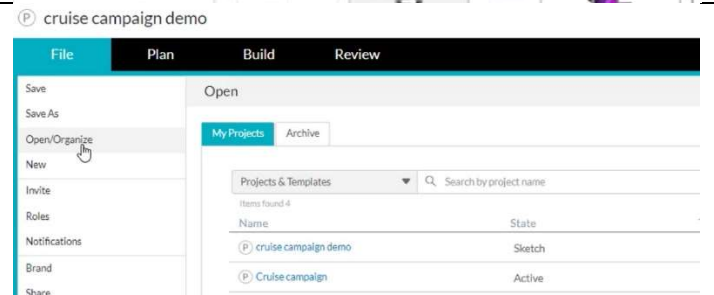 P cruise campaign demo
File Plan Build Review
Save
Save As
Open/Organize
New
Invite
Roles
Notifications
Brand
Share
Open
My Projects Archive
Projects & Templates Search by project name
Items found 4
Name State
P cruise campaign demo Sketch
P Cruise campaign Active